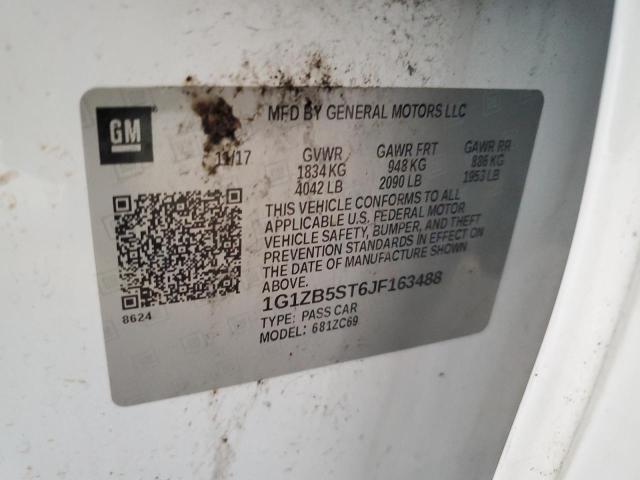 GM
MFD BY GENERAL MOTORS LLC
11/17
GVWR GAWR FRT GAWR RR
1834 KG 948 KG 886 KG
4042 LB 2090 LB 1953 LB
THIS VEHICLE CONFORMS TO ALL
APPLICABLE U.S. FEDERAL MOTOR
VEHICLE SAFETY, BUMPER, AND THEFT
PREVENTION STANDARDS IN EFFECT ON
THE DATE OF MANUFACTURE SHOWN
ABOVE.
1G1ZB5ST6JF163488
TYPE: PASS CAR
MODEL: 681ZC69
8624